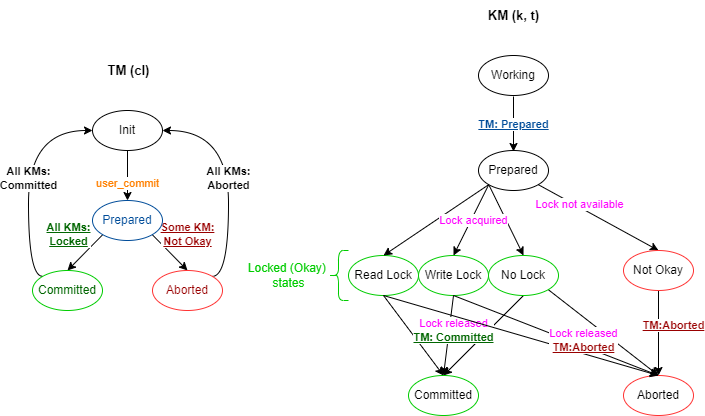 KM (k, t)
TM (cl)
Working
TM: Prepared
Init
All KMs:
Committed
All KMs:
Aborted
user_commit
Prepared
Lock not available
Prepared
Lock acquired
All KMs:
Locked
Some KM:
Not Okay
Locked (Okay)
states
Read Lock
Write Lock
No Lock
Not Okay
Committed
Aborted
Lock released
TM: Committed
Lock released
TM:Aborted
TM:Aborted
Committed
Aborted